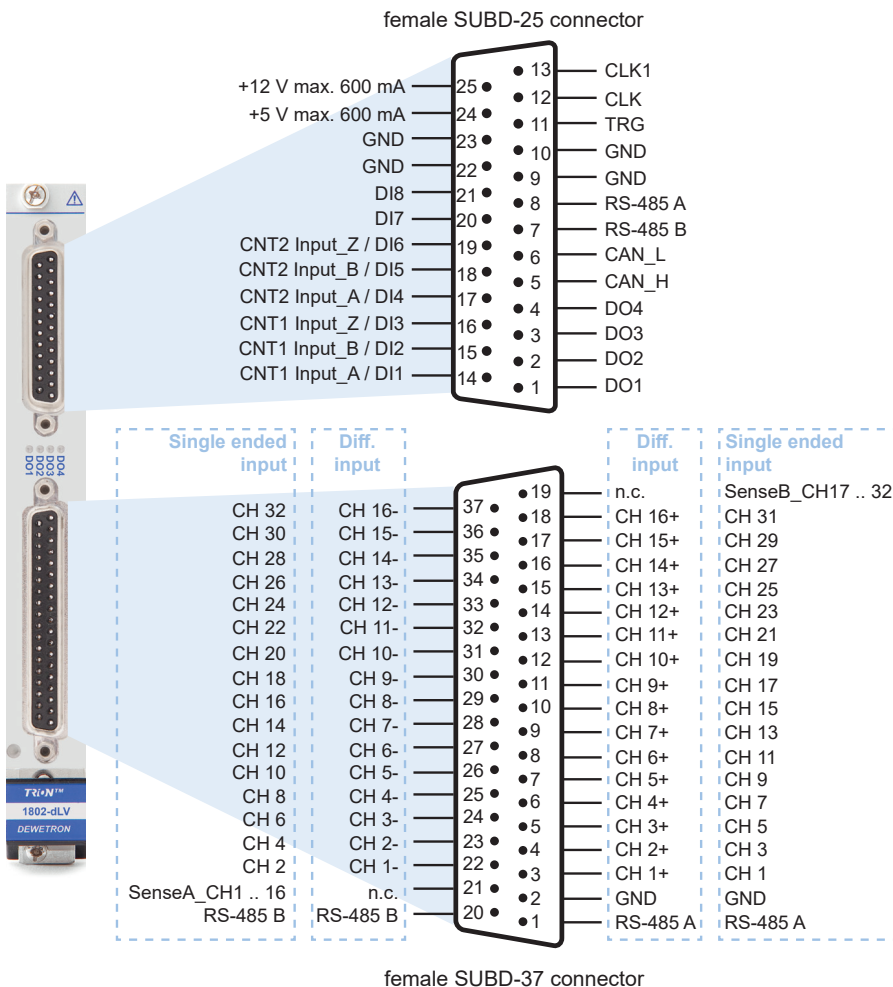 female SUBD-25 connector
+12 V max. 600 mA 25 13 CLK1
+5 V max. 600 mA 24 12 CLK
GND 23 11 TRG
GND 22 10 GND
DI8 21 9 GND
DI7 20 8 RS-485 A
CNT2 Input_Z / DI6 19 7 RS-485 B
CNT2 Input_B / DI5 18 6 CAN_L
CNT2 Input_A / DI4 17 5 CAN_H
CNT1 Input_Z / DI3 16 4 DO4
CNT1 Input_B / DI2 15 3 DO3
CNT1 Input_A / DI1 14 2 DO2
1 DO1
DO1
DO2
DO3
DO4
TRION™
1802-dLV
DEWETRON
Single ended Diff. Diff. Single ended
input input input input
19 n.c. SenseB_CH17 .. 32
CH 32 CH 16- 37 18 CH 16+ CH 31
CH 30 CH 15- 36 17 CH 15+ CH 29
CH 28 CH 14- 35 16 CH 14+ CH 27
CH 26 CH 13- 34 15 CH 13+ CH 25
CH 24 CH 12- 33 14 CH 12+ CH 23
CH 22 CH 11- 32 13 CH 11+ CH 21
CH 20 CH 10- 31 12 CH 10+ CH 19
CH 18 CH 9- 30 11 CH 9+ CH 17
CH 16 CH 8- 29 10 CH 8+ CH 15
CH 14 CH 7- 28 9 CH 7+ CH 13
CH 12 CH 6- 27 8 CH 6+ CH 11
CH 10 CH 5- 26 7 CH 5+ CH 9
CH 8 CH 4- 25 6 CH 4+ CH 7
CH 6 CH 3- 24 5 CH 3+ CH 5
CH 4 CH 2- 23 4 CH 2+ CH 3
CH 2 CH 1- 22 3 CH 1+ CH 1
SenseA_CH1 .. 16 n.c. 21 2 GND GND
RS-485 B RS-485 B 20 1 RS-485 A RS-485 A
female SUBD-37 connector